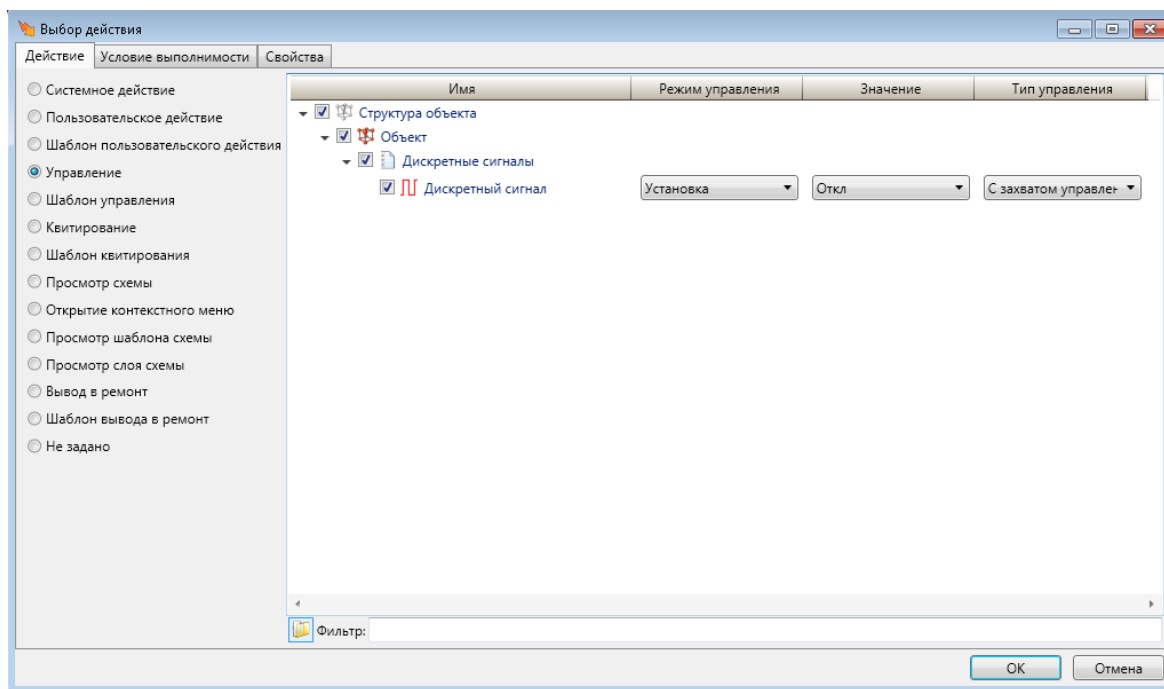 Выбор действия
Действие Условие выполнимости Свойства
Системное действие
Пользовательское действие
Шаблон пользовательского действия
Управление
Шаблон управления
Квитирование
Шаблон квитирования
Просмотр схемы
Открытие контекстного меню
Просмотр шаблона схемы
Просмотр слоя схемы
Вывод в ремонт
Шаблон вывода в ремонт
Не задано
Имя Режим управления Значение Тип управления
Структура объекта
Объект
Дискретные сигналы
Дискретный сигнал Установка Откл С захватом управлен
Фильтр:
OK Отмена